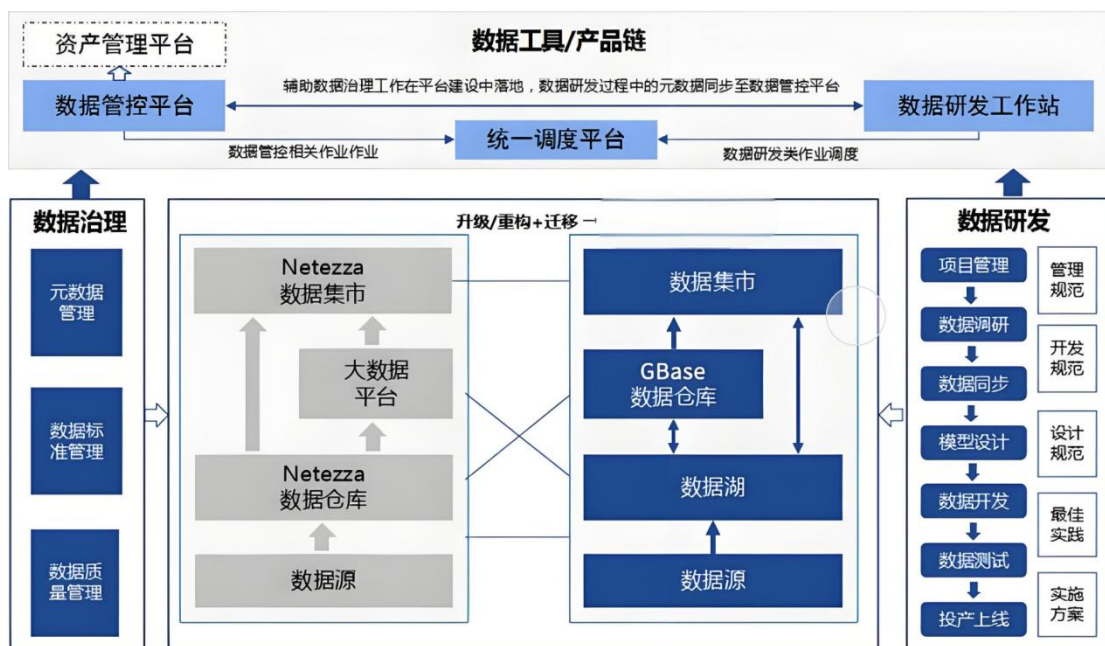 数据工具/产品链
资产管理平台
辅助数据治理工作在平台建设中落地，数据研发过程中的元数据同步至数据管控平台
数据管控平台
数据研发工作站
统一调度平台
数据管控相关作业作业
数据研发类作业调度
数据治理
元数据
管理
数据标
准管理
数据质
量管理
升级/重构+迁移
Netezza
数据集市
大数据
平台
Netezza
数据仓库
数据源
数据集市
GBase
数据仓库
数据湖
数据源
数据研发
项目管理
数据调研
数据同步
模型设计
数据开发
数据测试
投产上线
管理
规范
开发
规范
设计
规范
最佳
实践
实施
方案